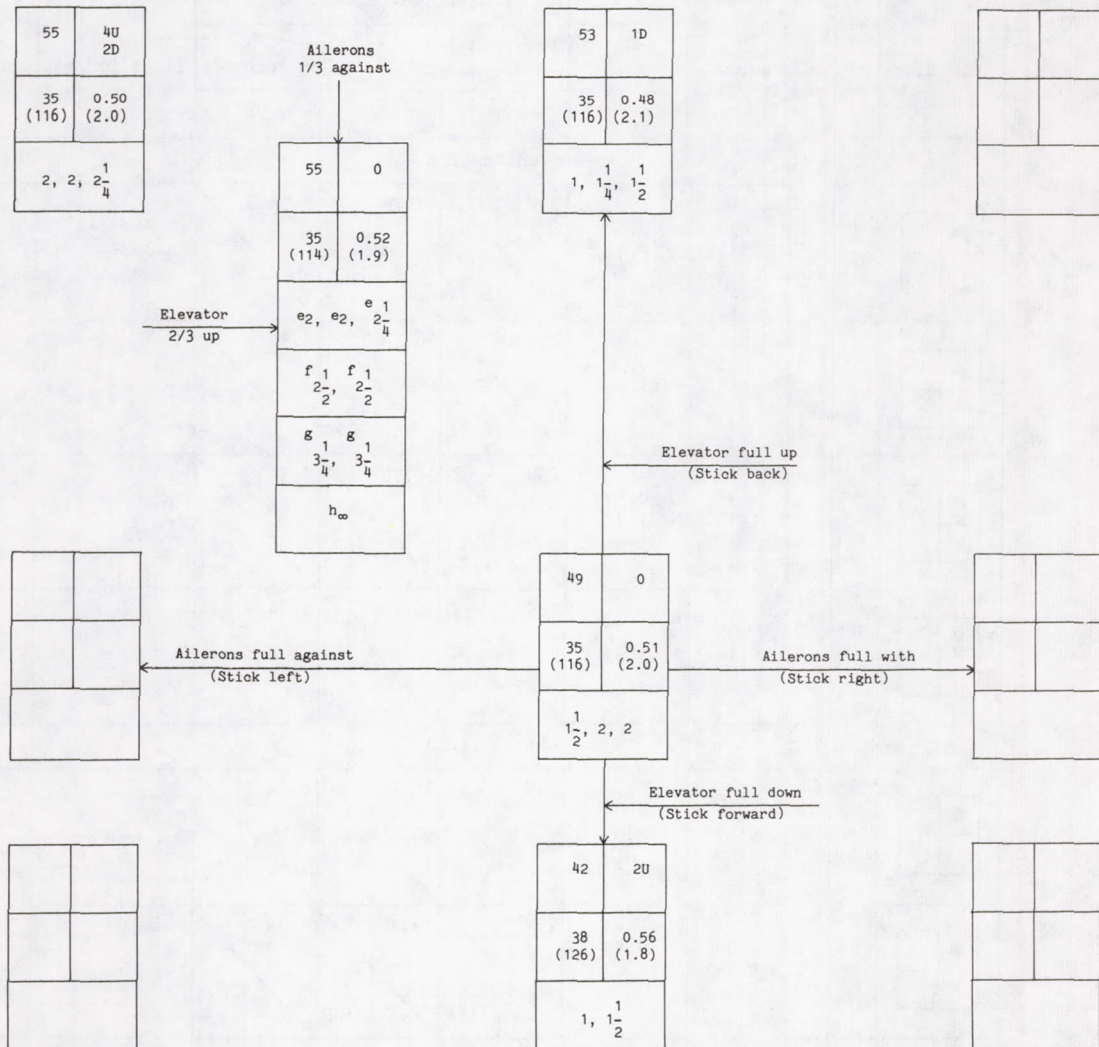 55 4U
2D
35 0.50
(116) (2.0)
2, 2, 2 1/4
Ailerons
1/3 against
55 0
35 0.52
(114) (1.9)
Elevator
2/3 up
e2, e2, e2 1/4
f2 1/2, f2 1/2
g3 1/4, g3 1/4
h∞
53 1D
35 0.48
(116) (2.1)
1, 1 1/4, 1 1/2
Elevator full up
(Stick back)
49 0
35 0.51
(116) (2.0)
1 1/2, 2, 2
Ailerons full against
(Stick left)
Ailerons full with
(Stick right)
Elevator full down
(Stick forward)
42 2U
38 0.56
(126) (1.8)
1, 1 1/2